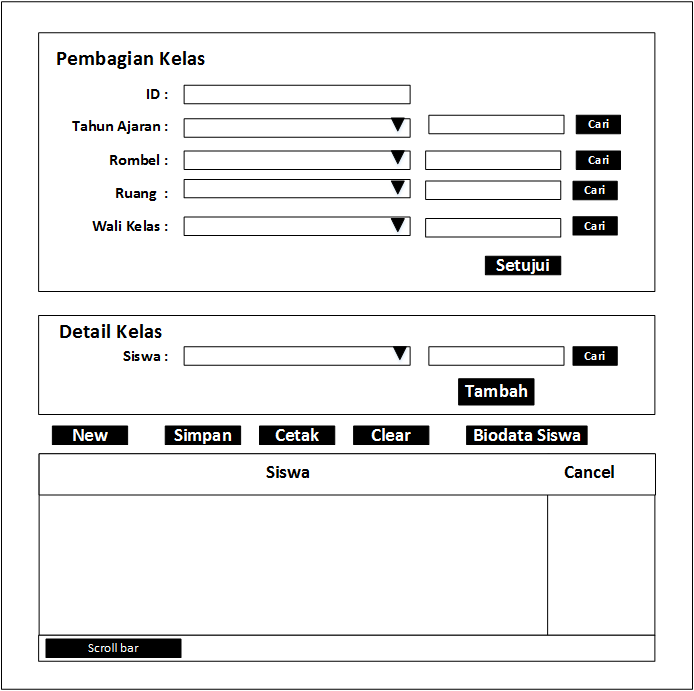 Pembagian Kelas
ID :
Tahun Ajaran : Cari
Rombel : Cari
Ruang : Cari
Wali Kelas : Cari
Setujui
Detail Kelas
Siswa : Cari
Tambah
New Simpan Cetak Clear Biodata Siswa
Siswa Cancel
Scroll bar